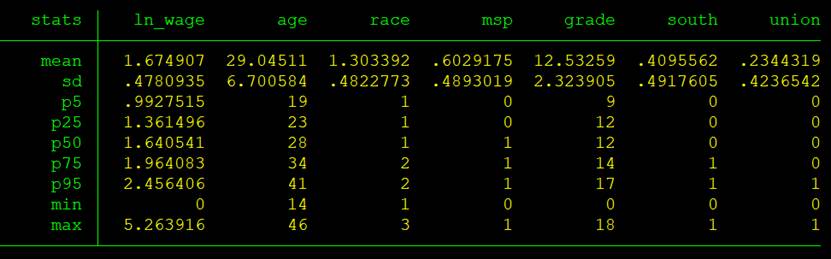 stats ln_wage age race msp grade south union
mean 1.674907 29.04511 1.303392 .6029175 12.53259 .4095562 .2344319
sd .4780935 6.700584 .4822773 .4893019 2.323905 .4917605 .4236542
p5 .9927515 19 1 0 9 0 0
p25 1.361496 23 1 0 12 0 0
p50 1.640541 28 1 1 12 0 0
p75 1.964083 34 2 1 14 1 0
p95 2.456406 41 2 1 17 1 1
min 0 14 1 0 0 0 0
max 5.263916 46 3 1 18 1 1